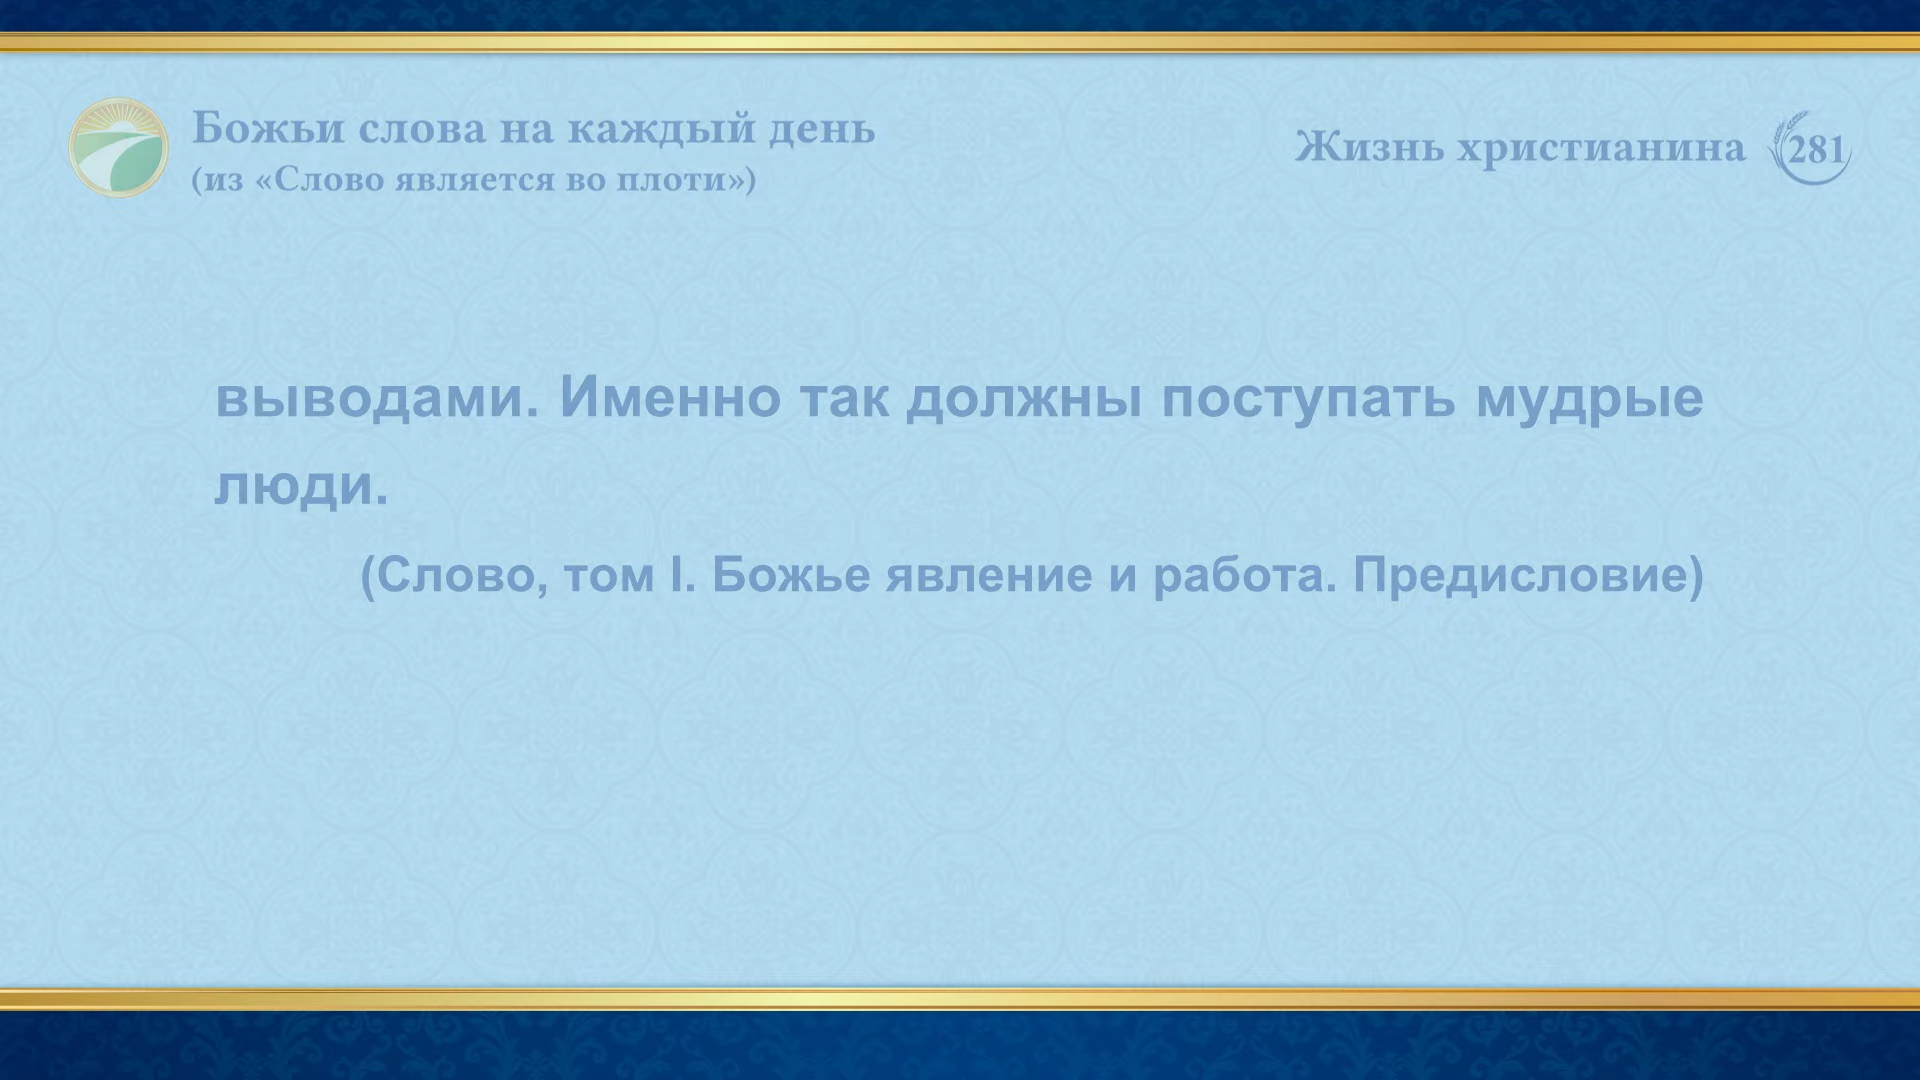 Божьи слова на каждый день
(из «Слово является во плоти»)
Жизнь христианина 281
выводами. Именно так должны поступать мудрые
люди.
(Слово, том I. Божье явление и работа. Предисловие)